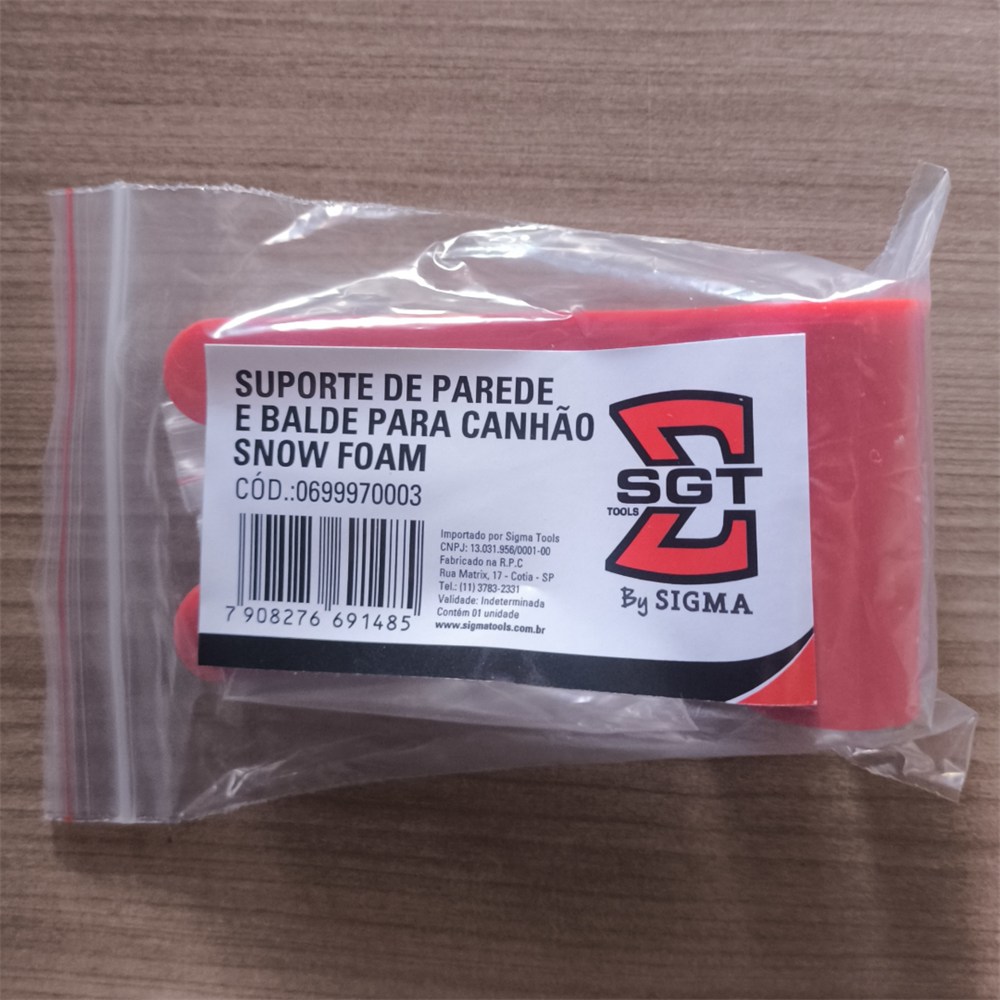 SUPORTE DE PAREDE
E BALDE PARA CANHÃO
SNOW FOAM
CÓD.:0699970003
7 908276 691485
Importado por Sigma Tools
CNPJ: 13.031.956/0001-00
Fabricado na R.P.C
Rua Matrix, 17 - Cotia - SP
Tel.: (11) 3783-2331
Validade: Indeterminada
Contém 01 unidade
www.sigmatools.com.br
SGT
TOOLS
By SIGMA